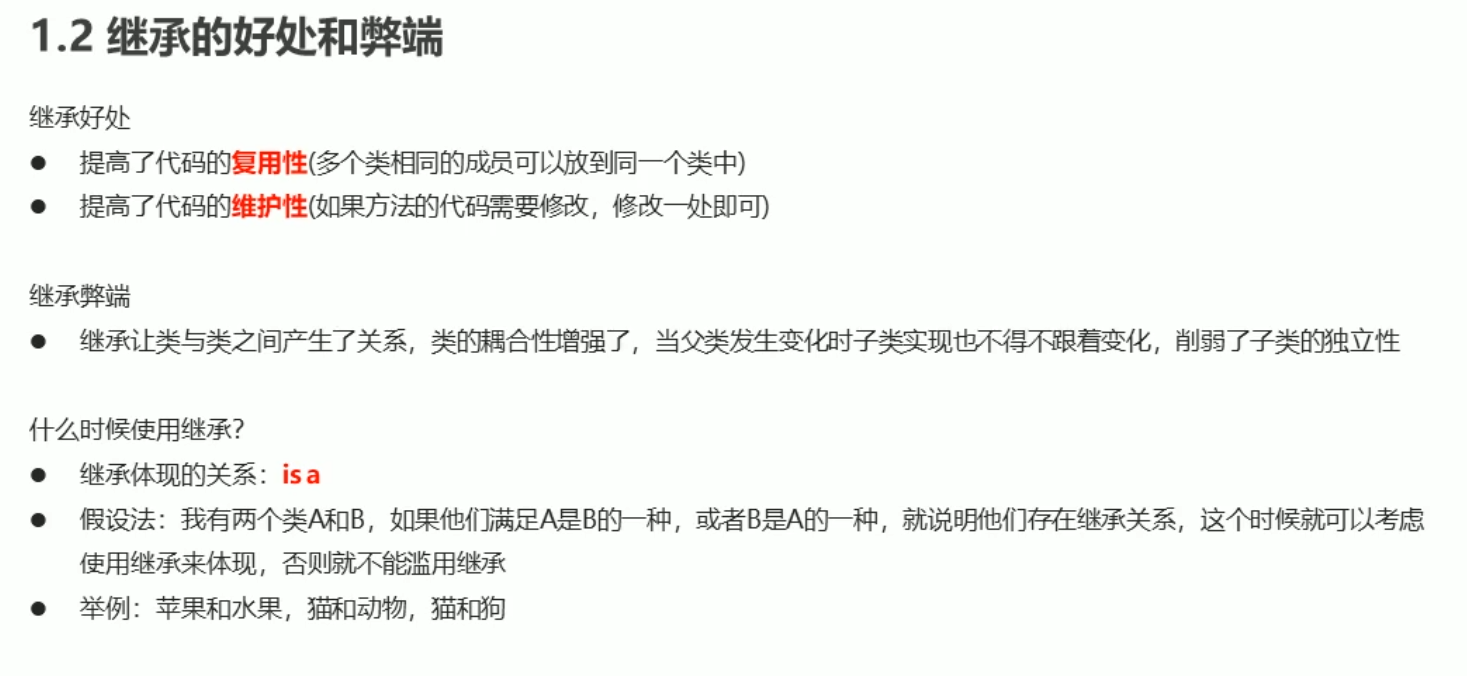 1.2 继承的好处和弊端
继承好处
● 提高了代码的复用性(多个类相同的成员可以放到同一个类中)
● 提高了代码的维护性(如果方法的代码需要修改，修改一处即可)
继承弊端
● 继承让类与类之间产生了关系，类的耦合性增强了，当父类发生变化时子类实现也不得不跟着变化，削弱了子类的独立性
什么时候使用继承?
● 继承体现的关系：is a
● 假设法：我有两个类A和B，如果他们满足A是B的一种，或者B是A的一种，就说明他们存在继承关系，这个时候就可以考虑
使用继承来体现，否则就不能滥用继承
● 举例：苹果和水果，猫和动物，猫和狗